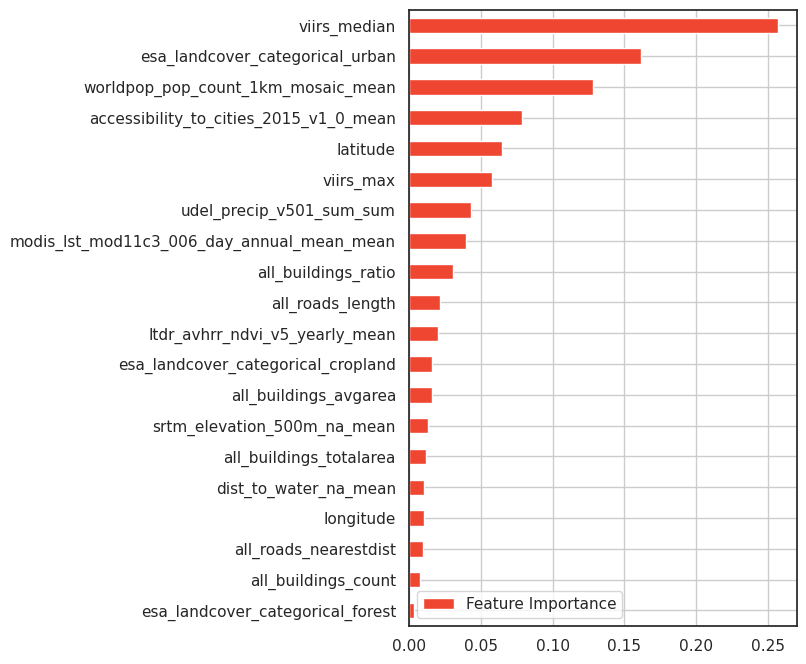 viirs_median
esa_landcover_categorical_urban
worldpop_pop_count_1km_mosaic_mean
accessibility_to_cities_2015_v1_0_mean
latitude
viirs_max
udel_precip_v501_sum_sum
modis_lst_mod11c3_006_day_annual_mean_mean
all_buildings_ratio
all_roads_length
ltdr_avhrr_ndvi_v5_yearly_mean
esa_landcover_categorical_cropland
all_buildings_avgarea
srtm_elevation_500m_na_mean
all_buildings_totalarea
dist_to_water_na_mean
longitude
all_roads_nearestdist
all_buildings_count
esa_landcover_categorical_forest
Feature Importance
0.00 0.05 0.10 0.15 0.20 0.25